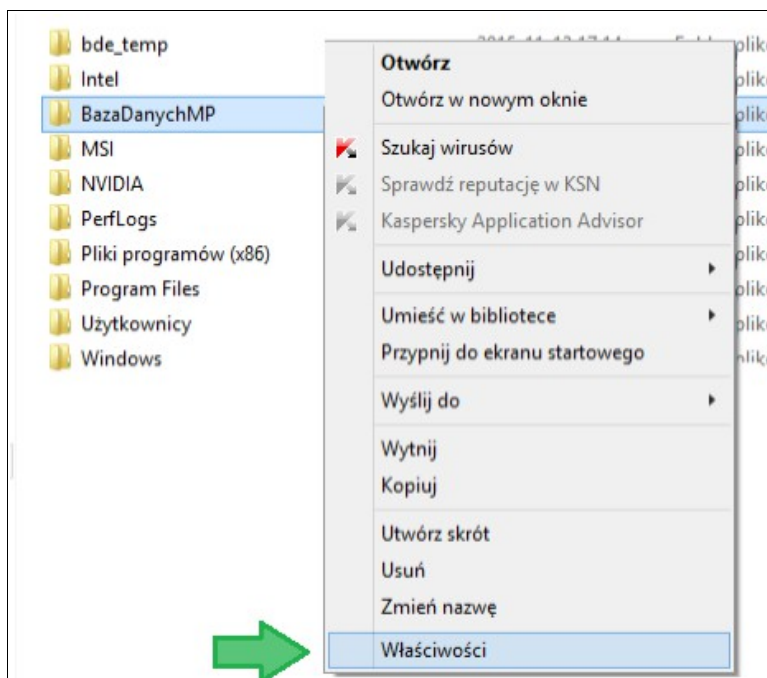 bde_temp
Intel
BazaDanychMP
MSI
NVIDIA
PerfLogs
Pliki programów (x86)
Program Files
Użytkownicy
Windows
Otwórz
Otwórz w nowym oknie
Szukaj wirusów
Sprawdź reputację w KSN
Kaspersky Application Advisor
Udostępnij
Umieść w bibliotece
Przypnij do ekranu startowego
Wyślij do
Wytnij
Kopiuj
Utwórz skrót
Usuń
Zmień nazwę
Właściwości